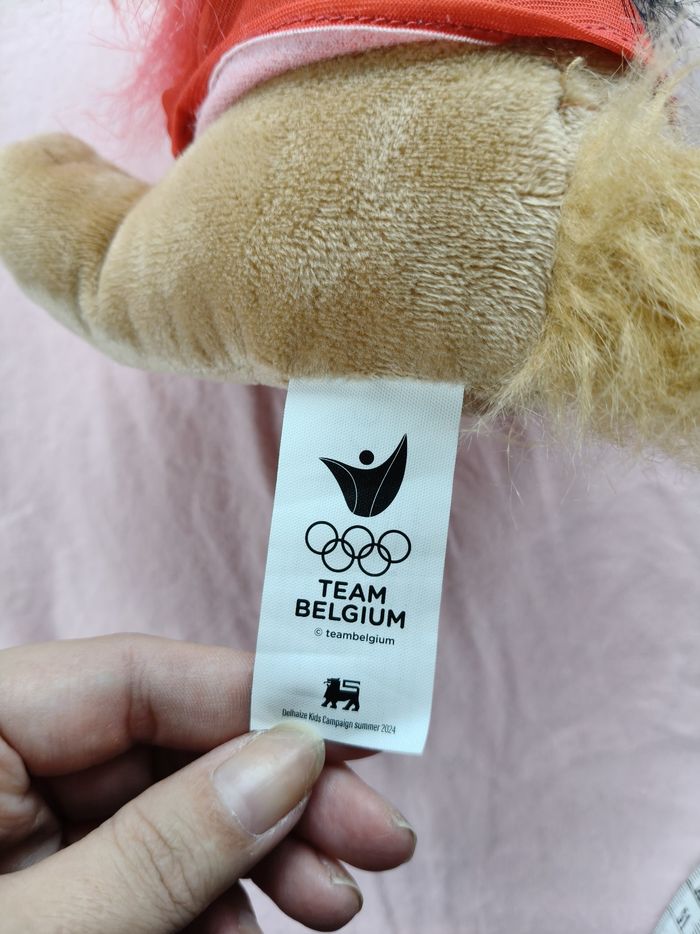 TEAM
BELGIUM
© teambelgium
Delhaize Kids Campaign summer 2024